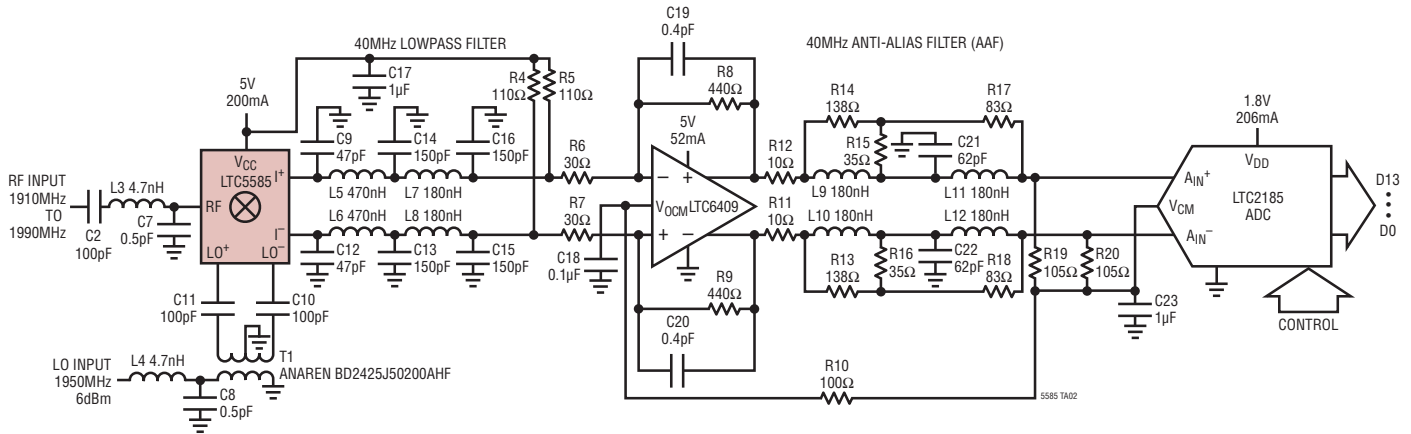 40MHz LOWPASS FILTER
40MHz ANTI-ALIAS FILTER (AAF)
5V
200mA
C17
1µF
R4
110Ω
R5
110Ω
C19
0.4pF
R8
440Ω
5V
52mA
R14
138Ω
R17
83Ω
R15
35Ω
C21
62pF
1.8V
206mA
C9
47pF
C14
150pF
C16
150pF
VCC
LTC5585
I+
RF
I−
LO+
LO−
RF INPUT
1910MHz
TO
1990MHz
C2
100pF
L3 4.7nH
C7
0.5pF
L5 470nH
L7 180nH
L6 470nH
L8 180nH
C12
47pF
C13
150pF
C15
150pF
R6
30Ω
R7
30Ω
C18
0.1µF
− +
VOCM
LTC6409
+ −
R12
10Ω
R11
10Ω
L9 180nH
L11 180nH
L10 180nH
L12 180nH
R16
35Ω
C22
62pF
R13
138Ω
R18
83Ω
R19
105Ω
R20
105Ω
VDD
AIN+
LTC2185
VCM
ADC
AIN−
D13
D0
C23
1µF
CONTROL
R9
440Ω
C20
0.4pF
R10
100Ω
C11
100pF
C10
100pF
T1
ANAREN BD2425J50200AHF
LO INPUT
1950MHz
6dBm
L4 4.7nH
C8
0.5pF
5585 TA02